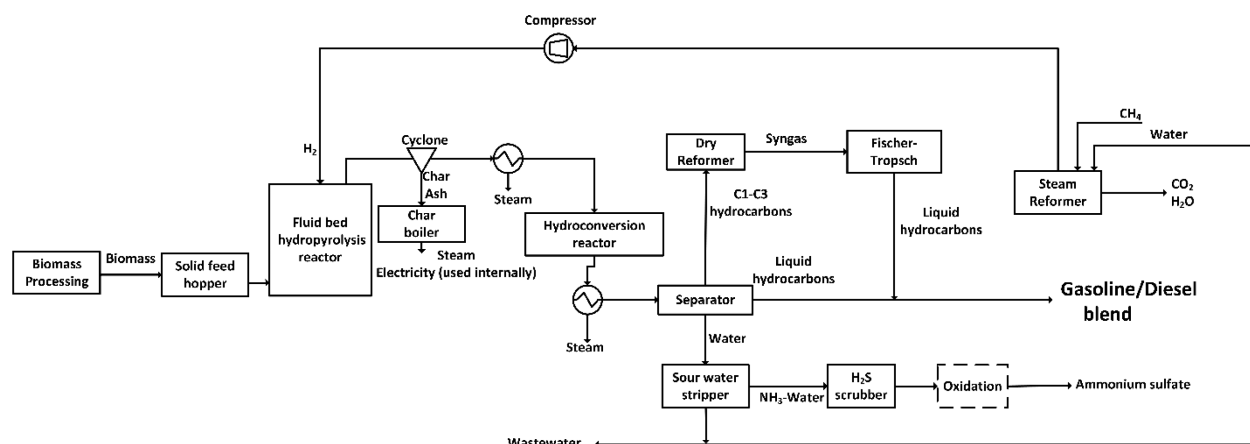 Compressor
CH₄
Water
H₂
Cyclone
Dry
Reformer
Syngas
Fischer-
Tropsch
Char
Ash
Steam
Steam
Reformer
CO₂
H₂O
C1-C3
hydrocarbons
Fluid bed
hydropyrolysis
reactor
Char
boiler
Hydroconversion
reactor
Liquid
hydrocarbons
Steam
Electricity (used internally)
Biomass
Processing
Biomass
Solid feed
hopper
Liquid
hydrocarbons
Separator
Gasoline/Diesel
blend
Steam
Water
Sour water
stripper
NH₃-Water
H₂S
scrubber
Oxidation
Ammonium sulfate
Wastewater